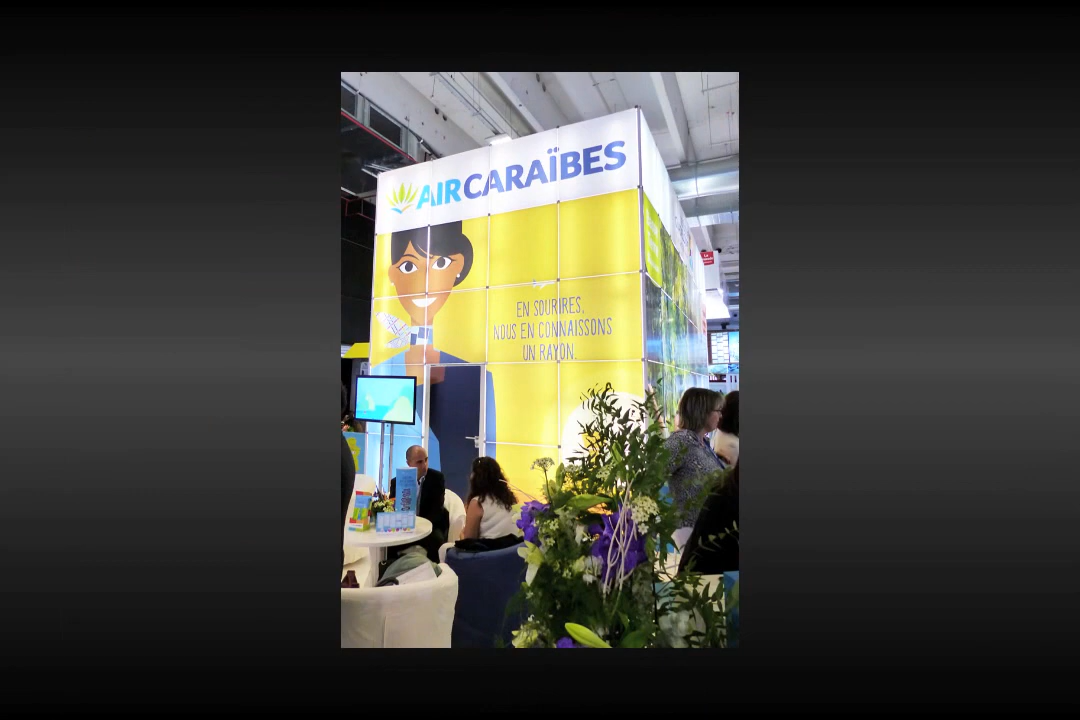 AIRCARAÏBES
EN SOURIRES,
NOUS EN CONNAISSONS
UN RAYON.